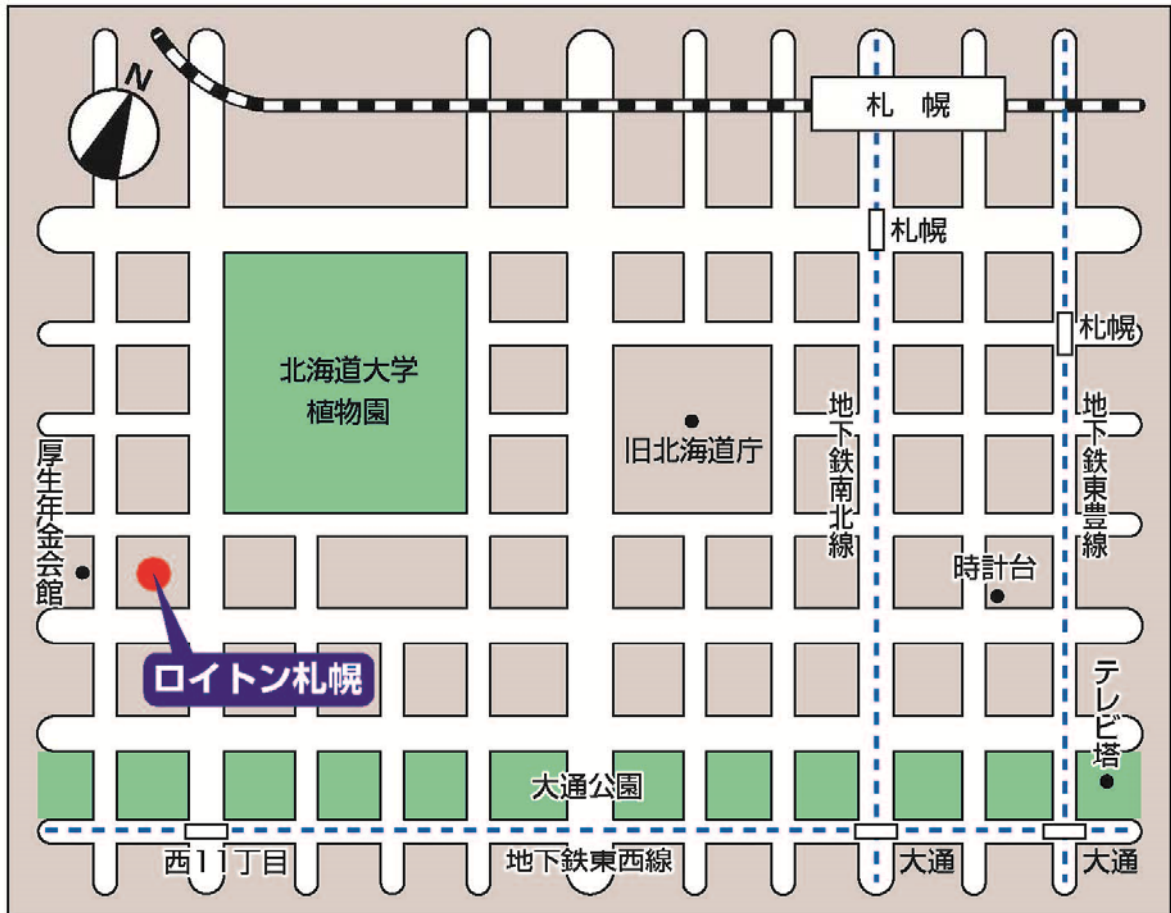 N
札幌
札幌
札幌
北海道大学
植物園
旧北海道庁
地下鉄南北線
地下鉄東豊線
厚生年金会館
時計台
ロイトン札幌
テレビ塔
大通公園
西11丁目
地下鉄東西線
大通
大通